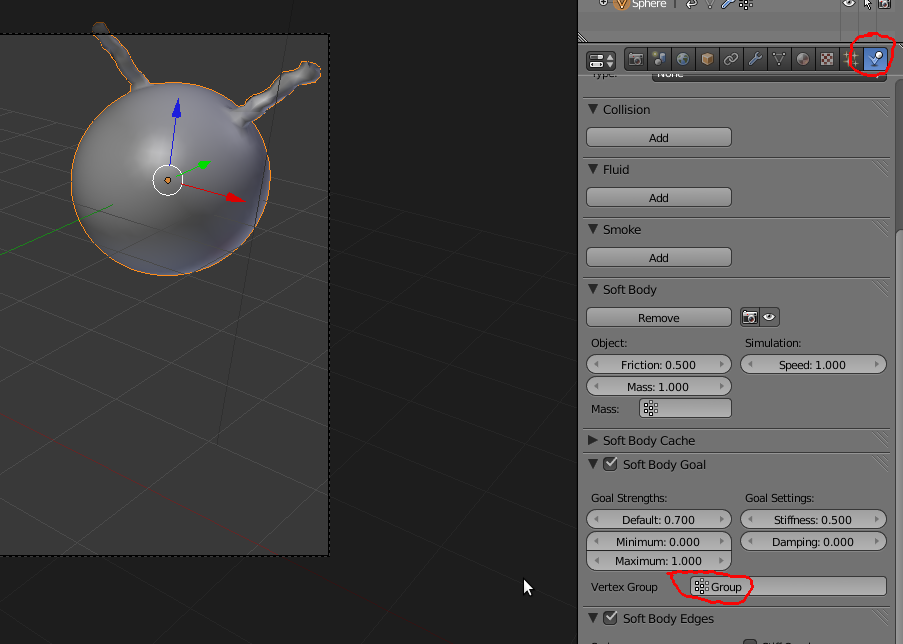 Sphere
Type: None
Collision
Add
Fluid
Add
Smoke
Add
Soft Body
Remove
Object: Simulation:
Friction: 0.500 Speed: 1.000
Mass: 1.000
Mass:
Soft Body Cache
Soft Body Goal
Goal Strengths: Goal Settings:
Default: 0.700 Stiffness: 0.500
Minimum: 0.000 Damping: 0.000
Maximum: 1.000
Vertex Group Group
Soft Body Edges